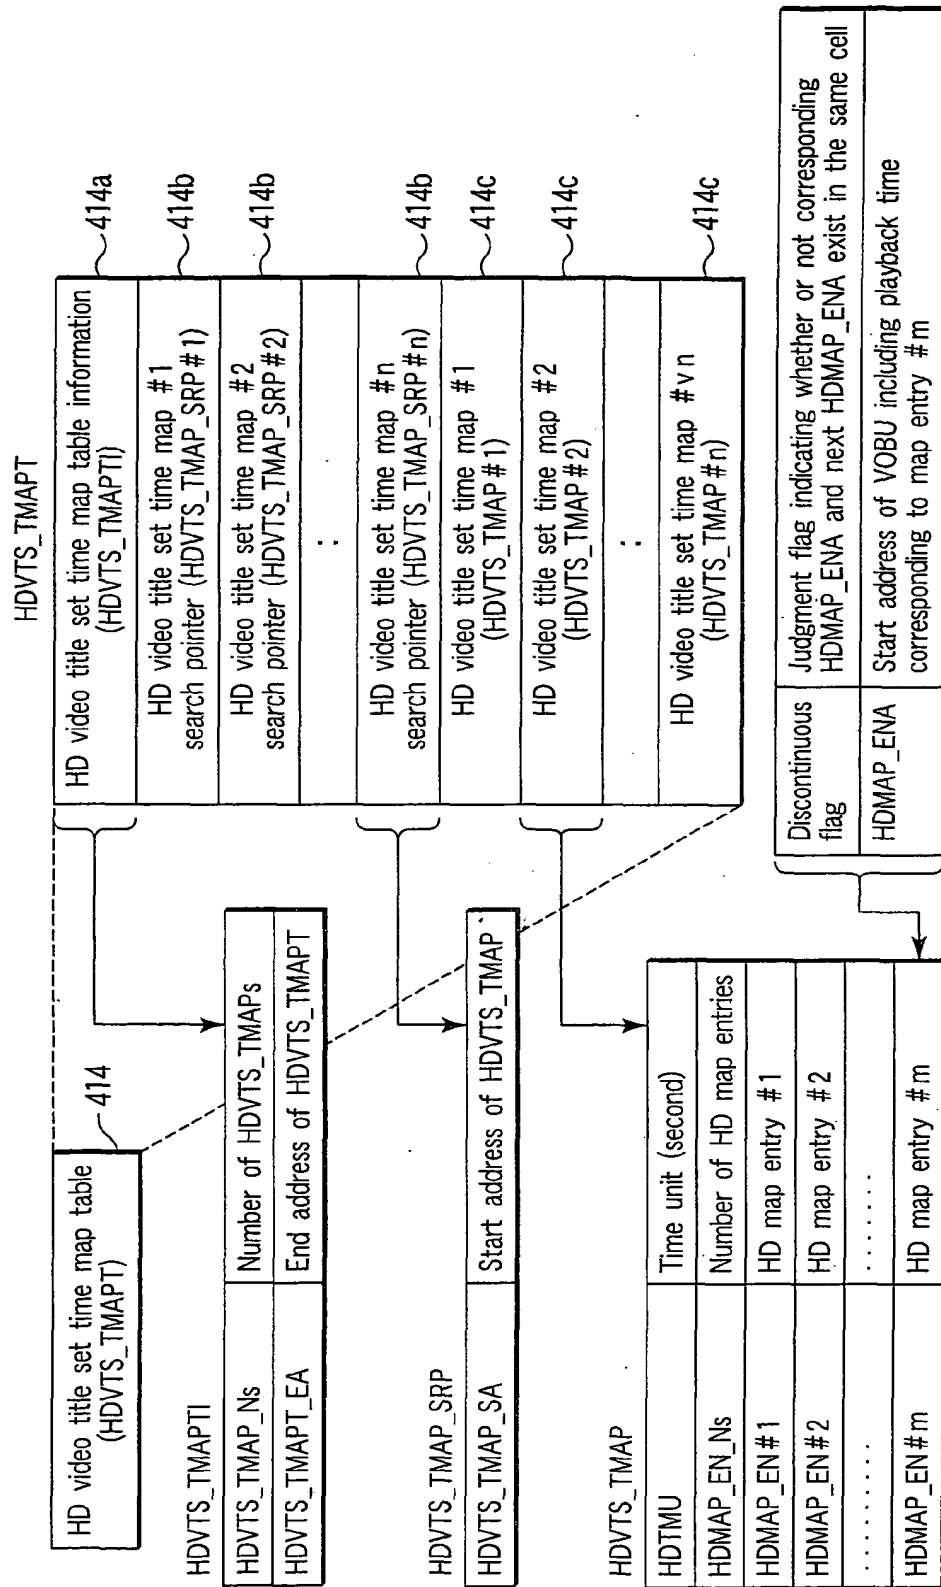 HD video title set time map table
(HDVTS_TMAPT)
414
HDVTS_TMAPT
HD video title set time map table information
(HDVTS_TMAPTI)
414a
HD video title set time map #1
search pointer (HDVTS_TMAP_SRP#1)
414b
HD video title set time map #2
search pointer (HDVTS_TMAP_SRP#2)
414b
:
HD video title set time map #n
search pointer (HDVTS_TMAP_SRP#n)
414b
HD video title set time map #1
(HDVTS_TMAP#1)
414c
HD video title set time map #2
(HDVTS_TMAP#2)
414c
:
HD video title set time map #vn
(HDVTS_TMAP#n)
414c
HDVTS_TMAPTI
HDVTS_TMAP_Ns Number of HDVTS_TMAPs
HDVTS_TMAPT_EA End address of HDVTS_TMAPT
HDVTS_TMAP_SRP
HDVTS_TMAP_SA Start address of HDVTS_TMAP
HDVTS_TMAP
HDTMU Time unit (second)
HDMAP_EN_Ns Number of HD map entries
HDMAP_EN#1 HD map entry #1
HDMAP_EN#2 HD map entry #2
......... ......
HDMAP_EN#m HD map entry #m
Discontinuous
flag
Judgment flag indicating whether or not corresponding
HDMAP_ENA and next HDMAP_ENA exist in the same cell
HDMAP_ENA
Start address of VOBU including playback time
corresponding to map entry #m